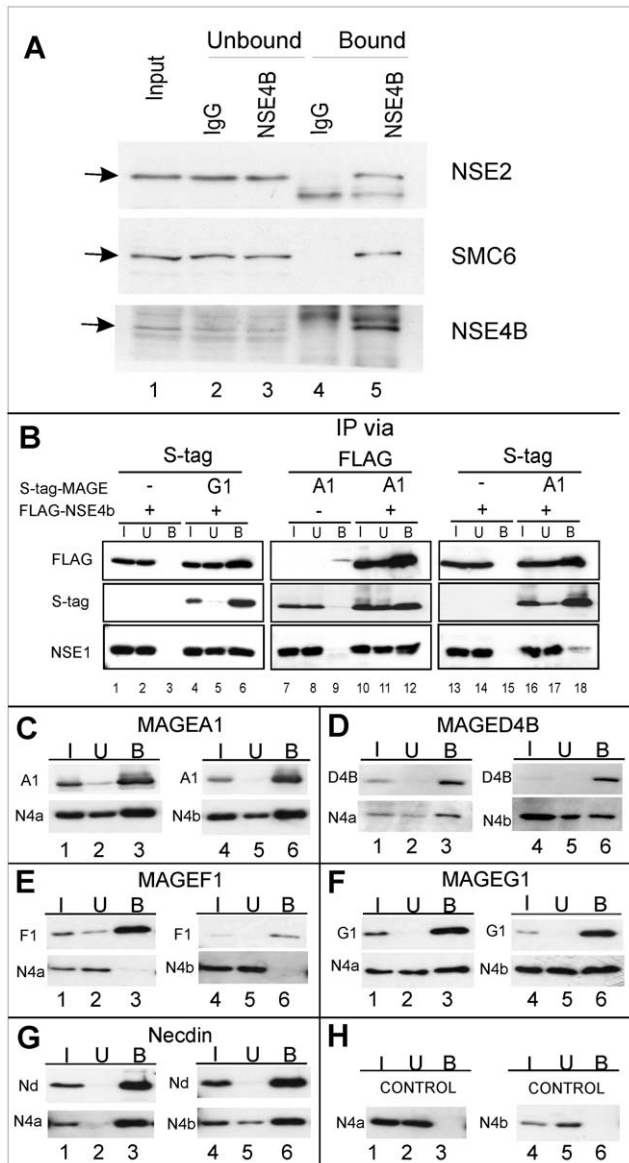 A
Unbound Bound
Input IgG NSE4B IgG NSE4B
NSE2
SMC6
NSE4B
1 2 3 4 5
B
IP via
S-tag FLAG S-tag
S-tag-MAGE - G1 A1 A1 - A1
FLAG-NSE4b + + - + + +
I U B I U B I U B I U B I U B I U B
FLAG
S-tag
NSE1
1 2 3 4 5 6 7 8 9 10 11 12 13 14 15 16 17 18
C MAGEA1
I U B I U B
A1 A1
N4a N4b
1 2 3 4 5 6
D MAGED4B
I U B I U B
D4B D4B
N4a N4b
1 2 3 4 5 6
E MAGEF1
I U B I U B
F1 F1
N4a N4b
1 2 3 4 5 6
F MAGEG1
I U B I U B
G1 G1
N4a N4b
1 2 3 4 5 6
G Necdin
I U B I U B
Nd Nd
N4a N4b
1 2 3 4 5 6
H
I U B I U B
CONTROL CONTROL
N4a N4b
1 2 3 4 5 6